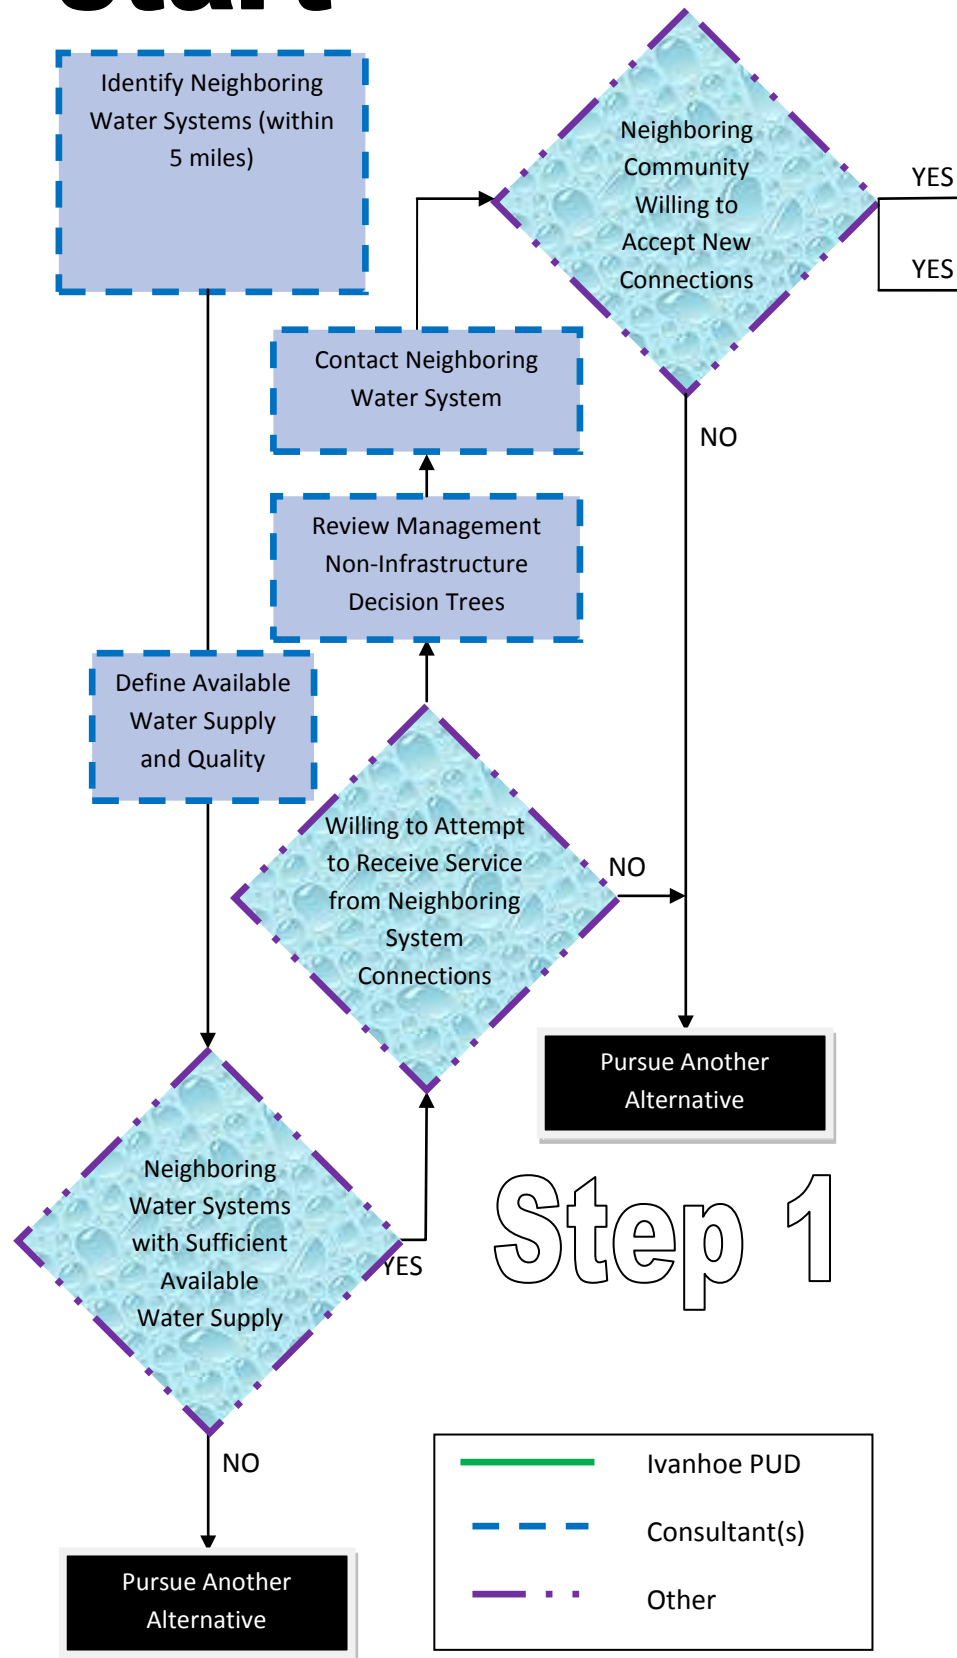 Start
Identify Neighboring
Water Systems (within
5 miles)
Neighboring
Community
Willing to
Accept New
Connections
YES
YES
NO
Contact Neighboring
Water System
Review Management
Non-Infrastructure
Decision Trees
Define Available
Water Supply
and Quality
Willing to Attempt
to Receive Service
from Neighboring
System
Connections
NO
Pursue Another
Alternative
Neighboring
Water Systems
with Sufficient
Available
Water Supply
YES
Step 1
NO
Pursue Another
Alternative
Ivanhoe PUD
Consultant(s)
Other